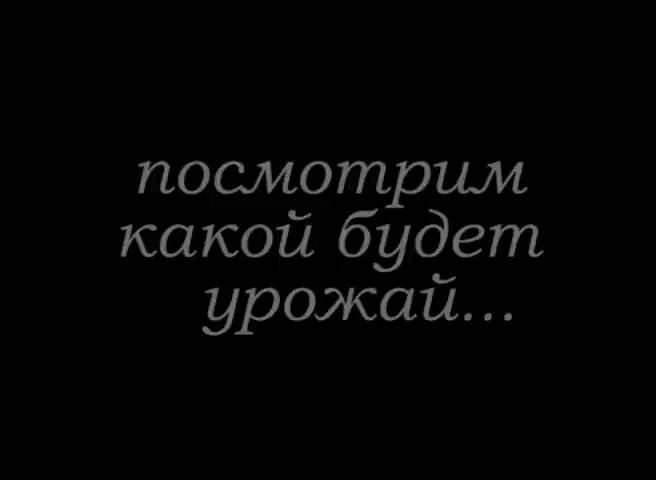 посмотрим
какой будет
урожай...